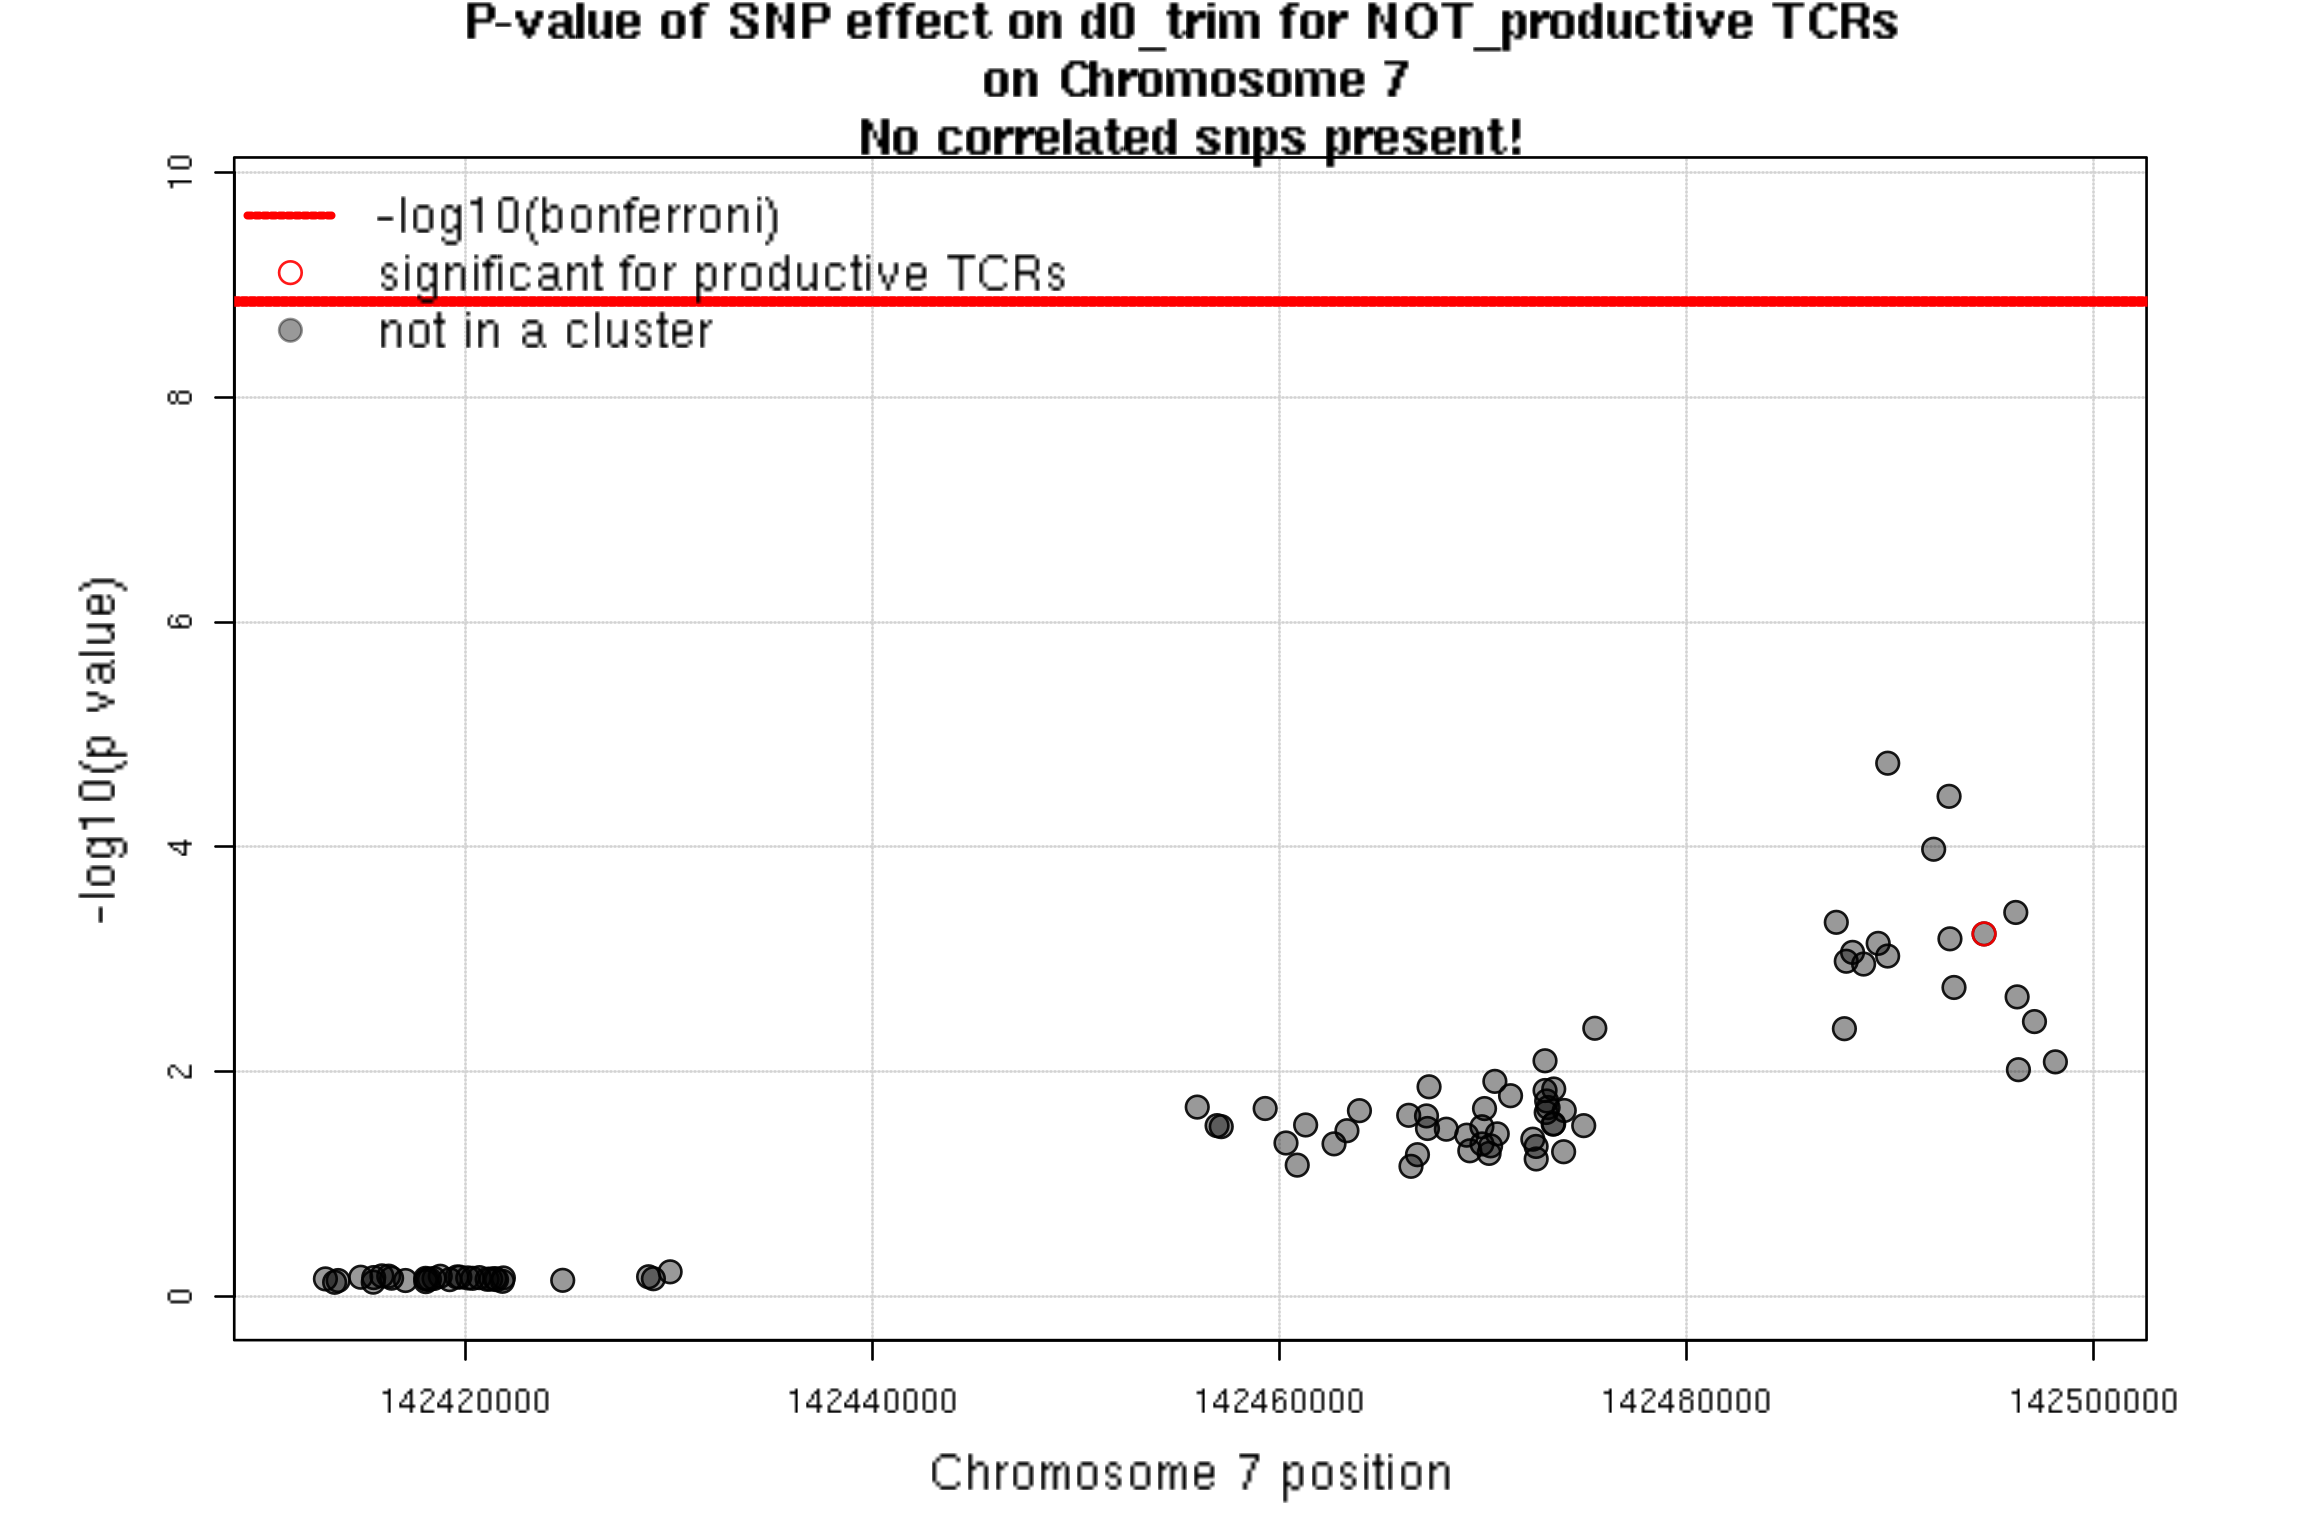 P-value of SNP effect on d0_trim for NOT_productive TCRs
on Chromosome 7
No correlated snps present!
-log10(bonferroni)
significant for productive TCRs
not in a cluster
10
8
6
4
2
0
-log10(p value)
142420000 142440000 142460000 142480000 142500000
Chromosome 7 position